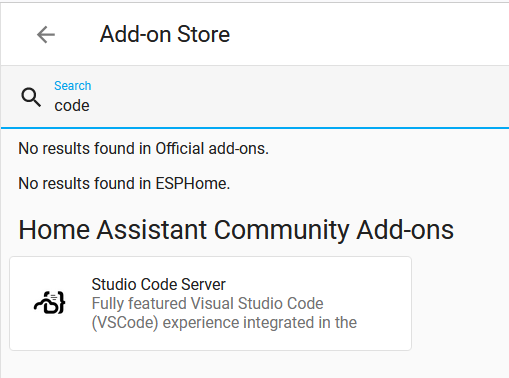 Add-on Store
Search
code
No results found in Official add-ons.
No results found in ESPHome.
Home Assistant Community Add-ons
Studio Code Server
Fully featured Visual Studio Code
(VSCode) experience integrated in the